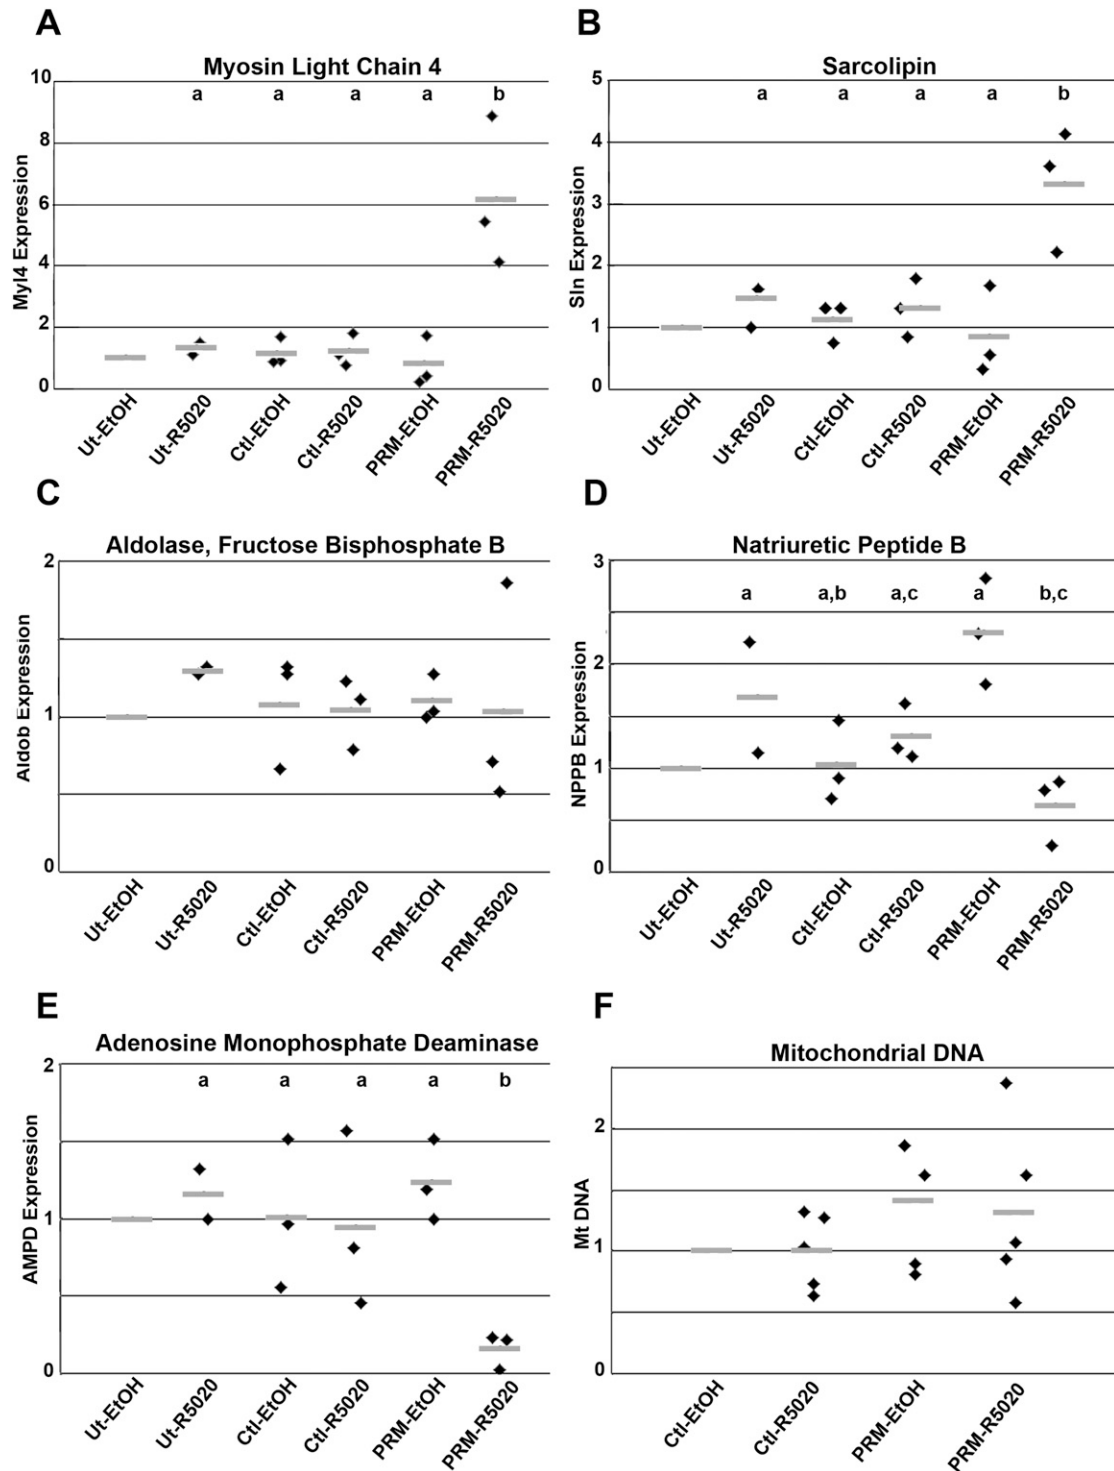 A
Myosin Light Chain 4
10
8
6
4
2
0
Myl4 Expression
a a a a b
Ut-EtOH
Ut-R5020
Ctl-EtOH
Ctl-R5020
PRM-EtOH
PRM-R5020
B
Sarcolipin
5
4
3
2
1
0
Sln Expression
a a a a b
Ut-EtOH
Ut-R5020
Ctl-EtOH
Ctl-R5020
PRM-EtOH
PRM-R5020
C
Aldolase, Fructose Bisphosphate B
2
1
0
Aldob Expression
Ut-EtOH
Ut-R5020
Ctl-EtOH
Ctl-R5020
PRM-EtOH
PRM-R5020
D
Natriuretic Peptide B
3
2
1
0
NPPB Expression
a a,b a,c a b,c
Ut-EtOH
Ut-R5020
Ctl-EtOH
Ctl-R5020
PRM-EtOH
PRM-R5020
E
Adenosine Monophosphate Deaminase
2
1
0
AMPD Expression
a a a a b
Ut-EtOH
Ut-R5020
Ctl-EtOH
Ctl-R5020
PRM-EtOH
PRM-R5020
F
Mitochondrial DNA
2
1
0
Mt DNA
Ctl-EtOH
Ctl-R5020
PRM-EtOH
PRM-R5020